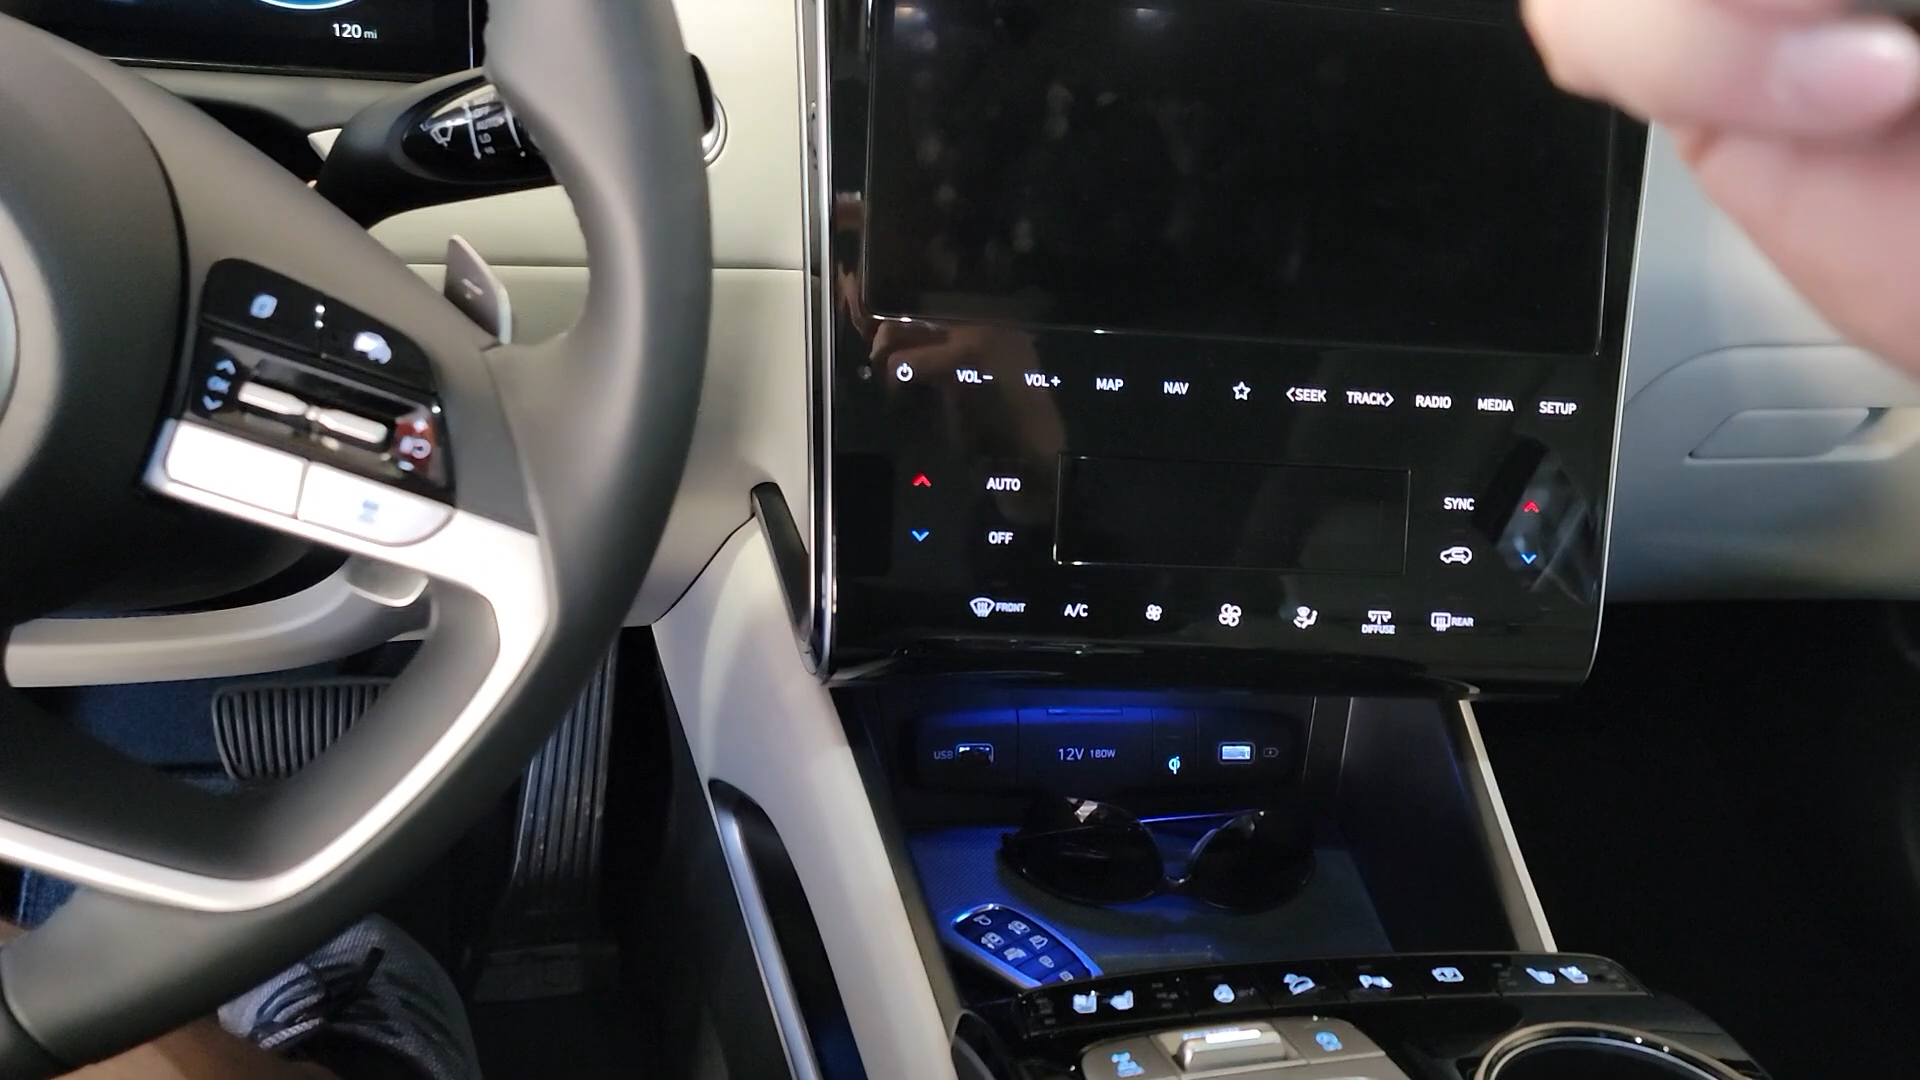 120 mi
VOL− VOL+ MAP NAV <SEEK TRACK> RADIO MEDIA SETUP
AUTO
SYNC
OFF
FRONT A/C DIFFUSE REAR
USB 12V 180W